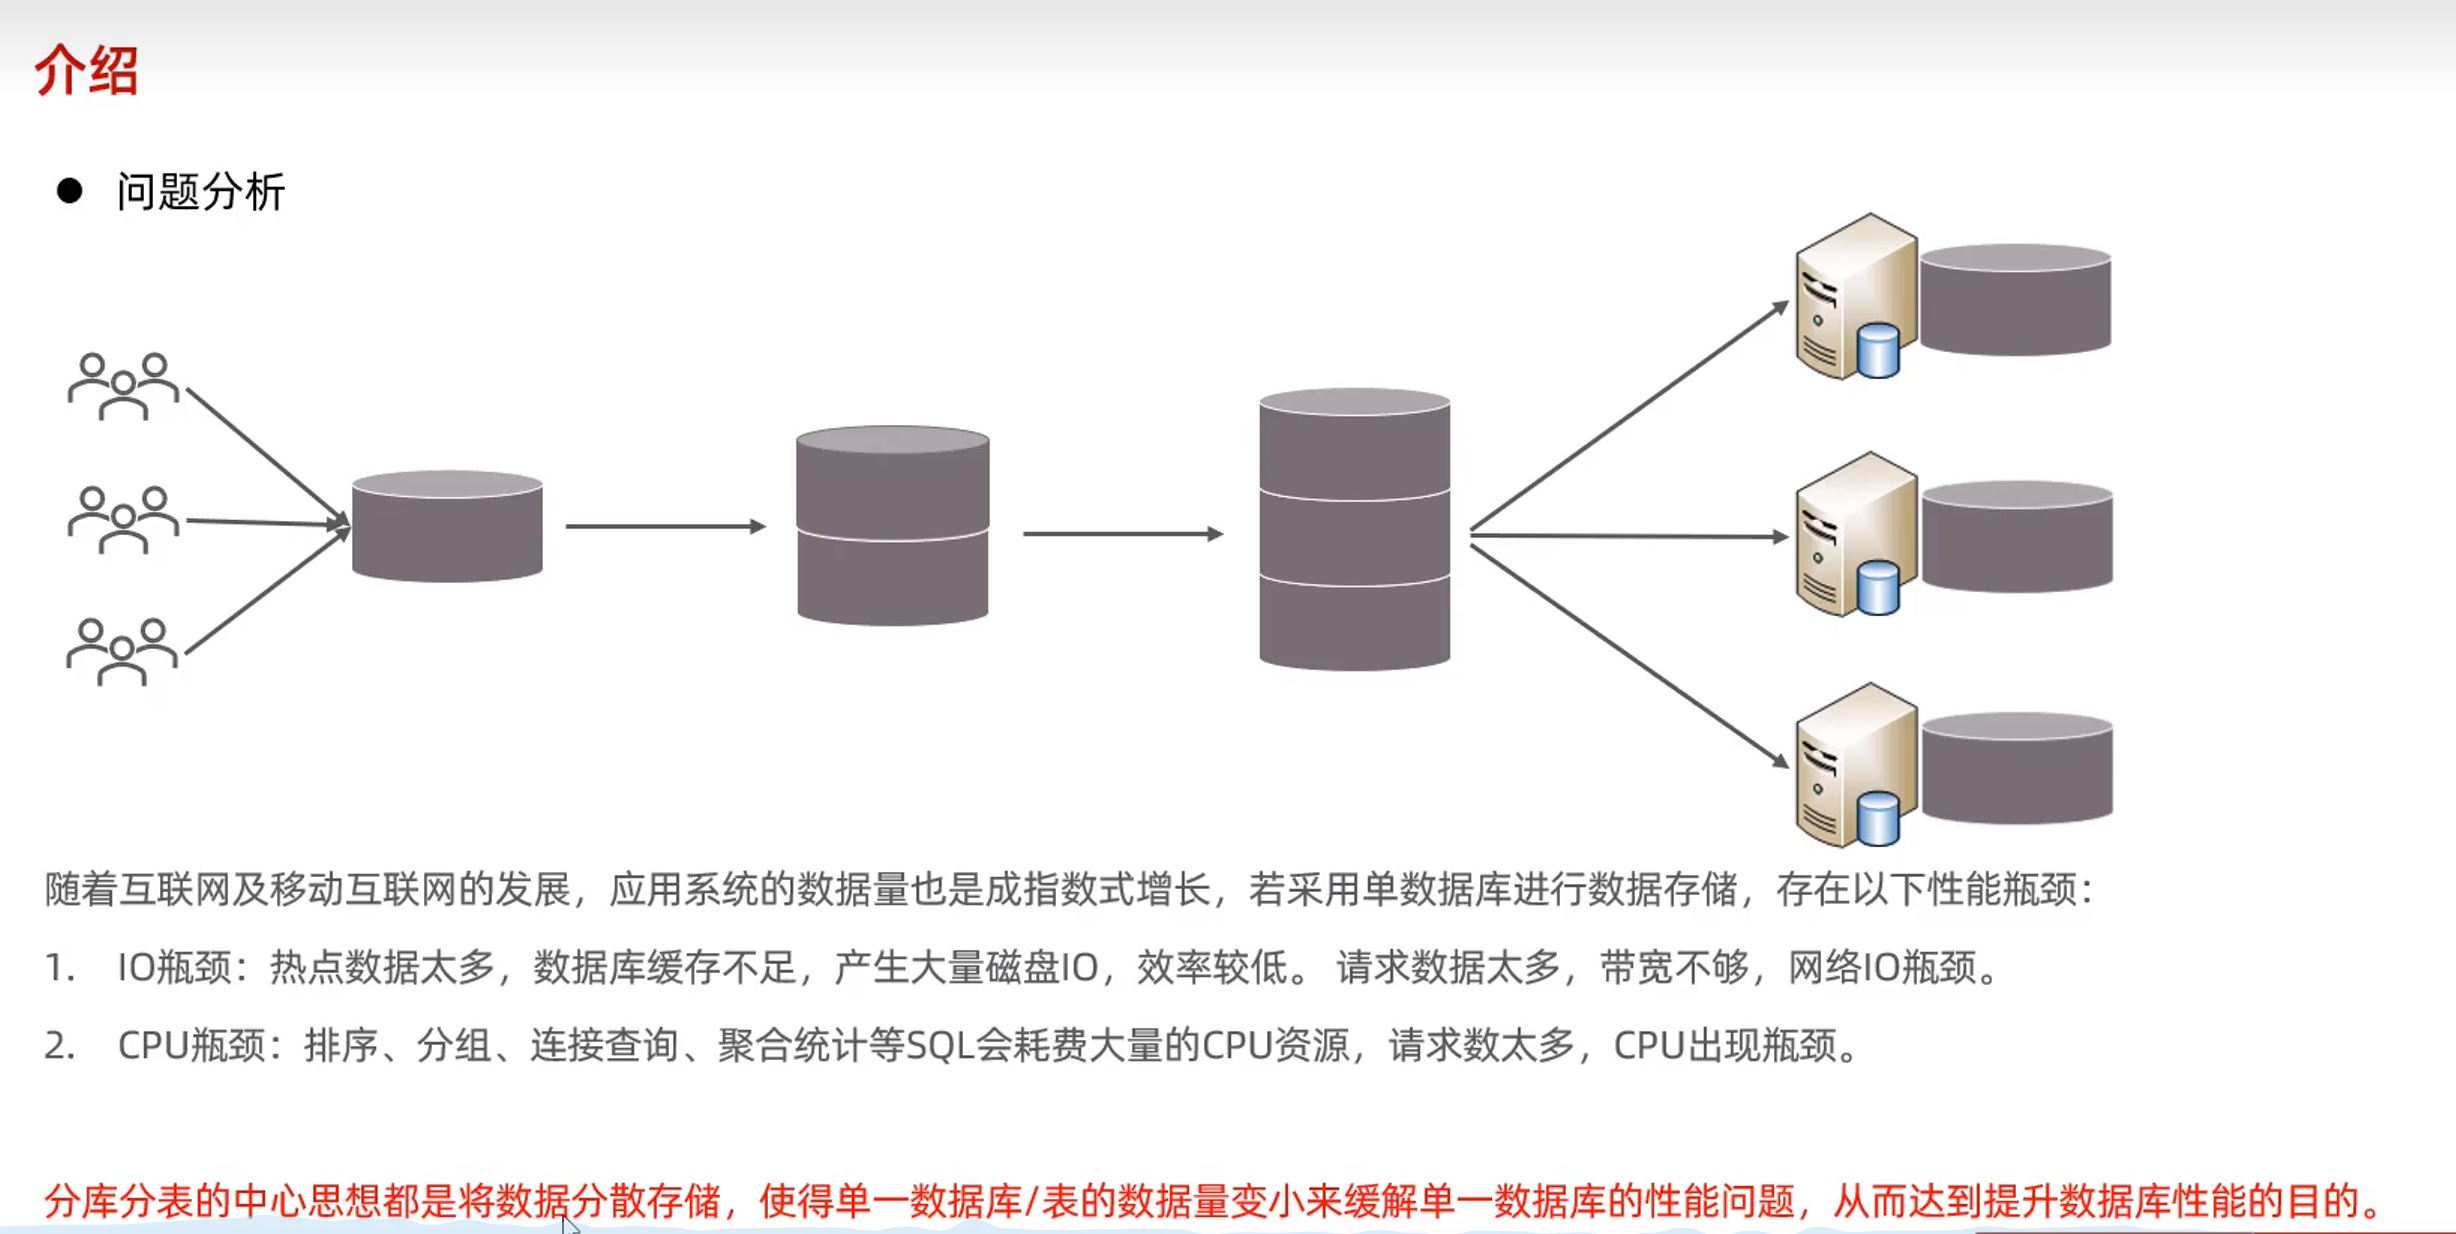 介绍
● 问题分析
随着互联网及移动互联网的发展，应用系统的数据量也是成指数式增长，若采用单数据库进行数据存储，存在以下性能瓶颈：
1. IO瓶颈：热点数据太多，数据库缓存不足，产生大量磁盘IO，效率较低。 请求数据太多，带宽不够，网络IO瓶颈。
2. CPU瓶颈：排序、分组、连接查询、聚合统计等SQL会耗费大量的CPU资源，请求数太多，CPU出现瓶颈。
分库分表的中心思想都是将数据分散存储，使得单一数据库/表的数据量变小来缓解单一数据库的性能问题，从而达到提升数据库性能的目的。